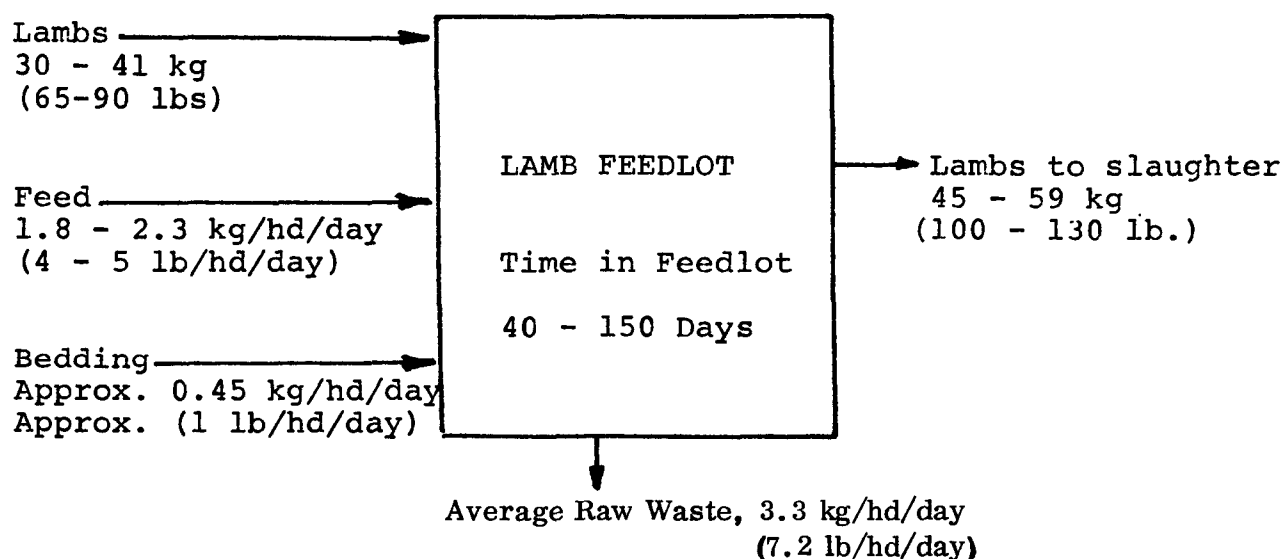 Lambs
30 - 41 kg
(65-90 lbs)
Feed
1.8 - 2.3 kg/hd/day
(4 - 5 lb/hd/day)
Bedding
Approx. 0.45 kg/hd/day
Approx. (1 lb/hd/day)
LAMB FEEDLOT
Time in Feedlot
40 - 150 Days
Lambs to slaughter
45 - 59 kg
(100 - 130 lb.)
Average Raw Waste, 3.3 kg/hd/day
(7.2 lb/hd/day)